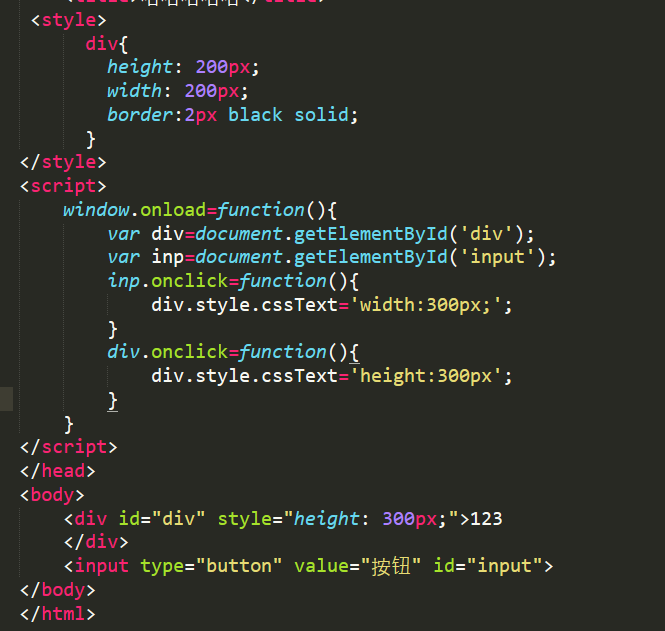 <style>
div{
height: 200px;
width: 200px;
border:2px black solid;
}
</style>
<script>
window.onload=function(){
var div=document.getElementById('div');
var inp=document.getElementById('input');
inp.onclick=function(){
div.style.cssText='width:300px;';
}
div.onclick=function(){
div.style.cssText='height:300px';
}
}
</script>
</head>
<body>
<div id="div" style="height: 300px;">123
</div>
<input type="button" value="按钮" id="input">
</body>
</html>